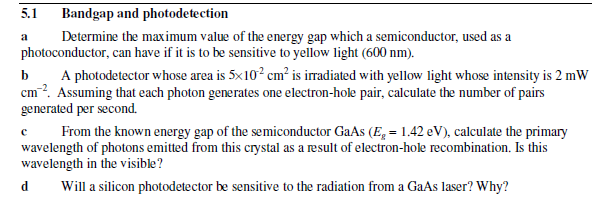 5.1 Bandgap and photodetection
a Determine the maximum value of the energy gap which a semiconductor, used as a
photoconductor, can have if it is to be sensitive to yellow light (600 nm).
b A photodetector whose area is 5×10⁻² cm² is irradiated with yellow light whose intensity is 2 mW
cm⁻². Assuming that each photon generates one electron-hole pair, calculate the number of pairs
generated per second.
c From the known energy gap of the semiconductor GaAs (E_g = 1.42 eV), calculate the primary
wavelength of photons emitted from this crystal as a result of electron-hole recombination. Is this
wavelength in the visible?
d Will a silicon photodetector be sensitive to the radiation from a GaAs laser? Why?